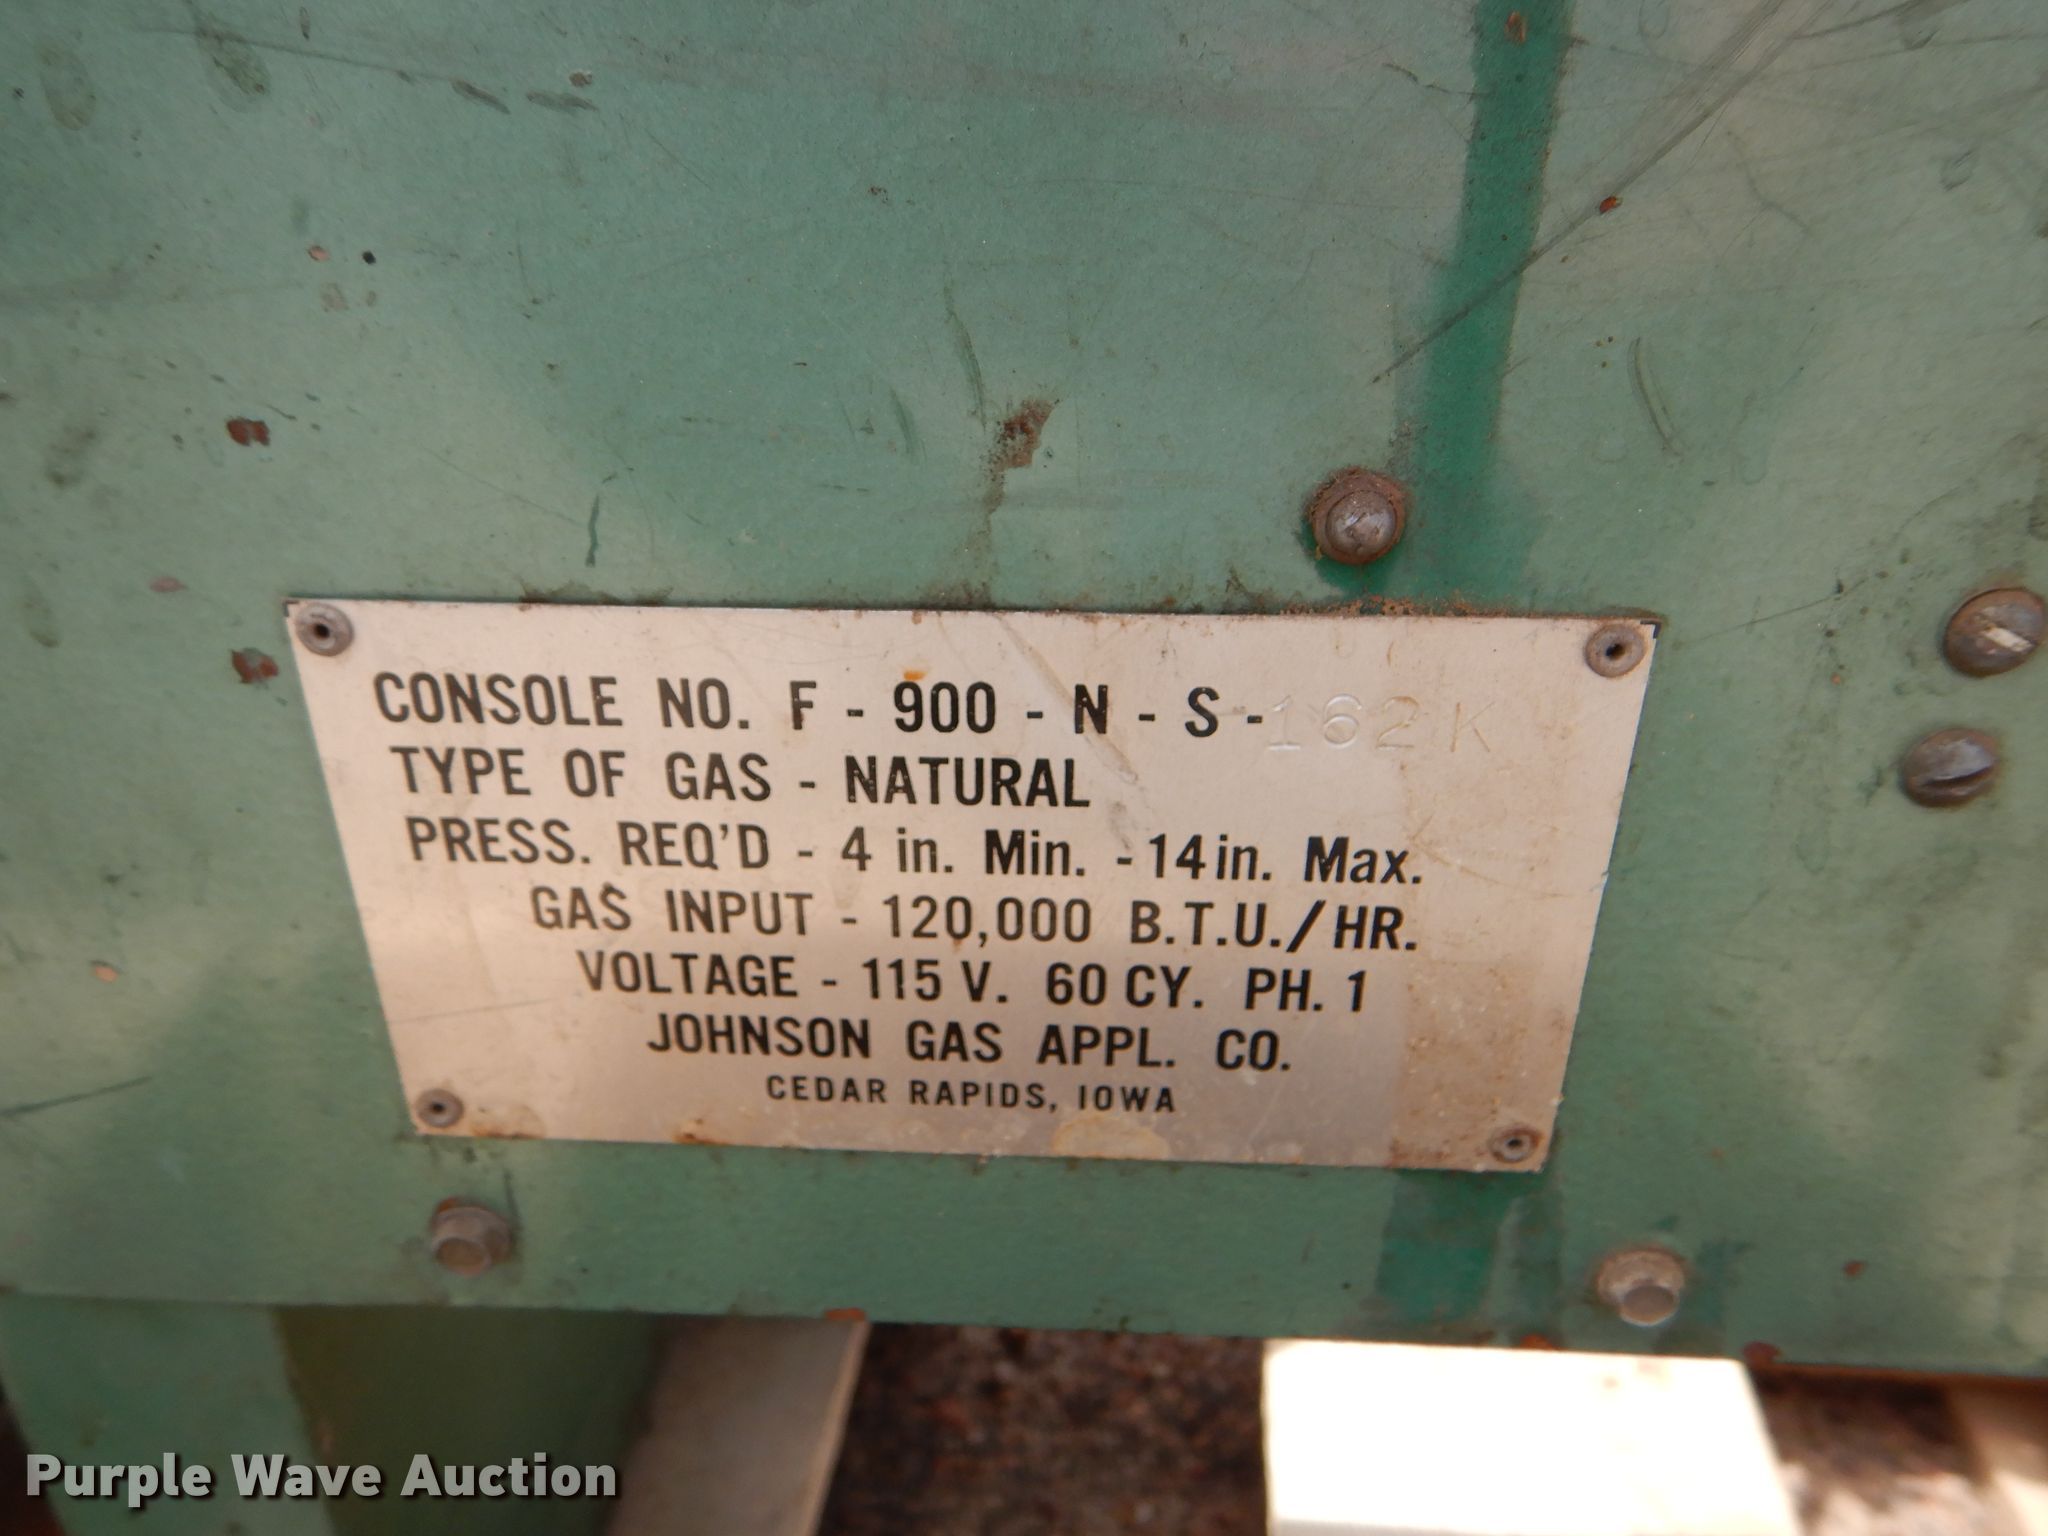 CONSOLE NO. F - 900 - N - S - 162 K
TYPE OF GAS - NATURAL
PRESS. REQ'D - 4 in. Min. - 14 in. Max.
GAS INPUT - 120,000 B.T.U./HR.
VOLTAGE - 115 V. 60 CY. PH. 1
JOHNSON GAS APPL. CO.
CEDAR RAPIDS, IOWA
Purple Wave Auction